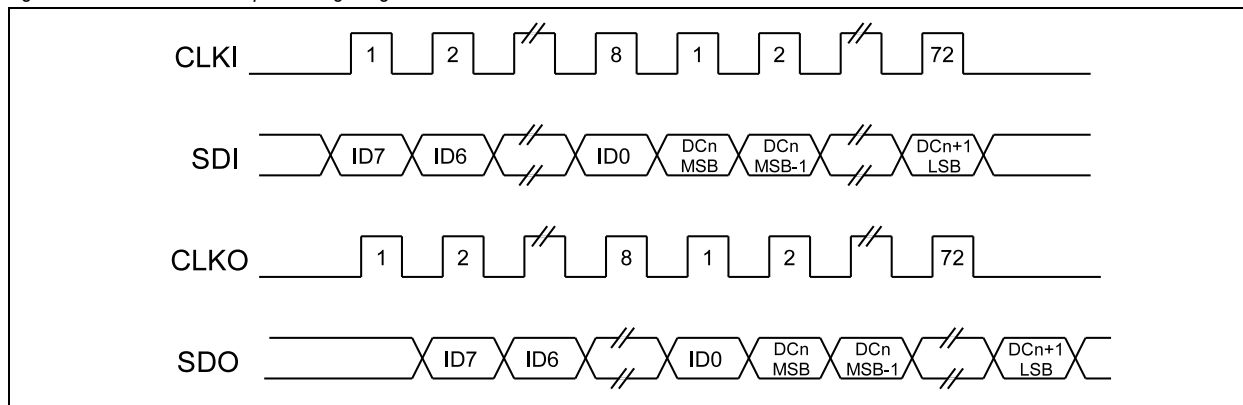 CLKI 1 2 8 1 2 72
SDI ID7 ID6 ID0 DCn MSB DCn MSB-1 DCn+1 LSB
CLKO 1 2 8 1 2 72
SDO ID7 ID6 ID0 DCn MSB DCn MSB-1 DCn+1 LSB